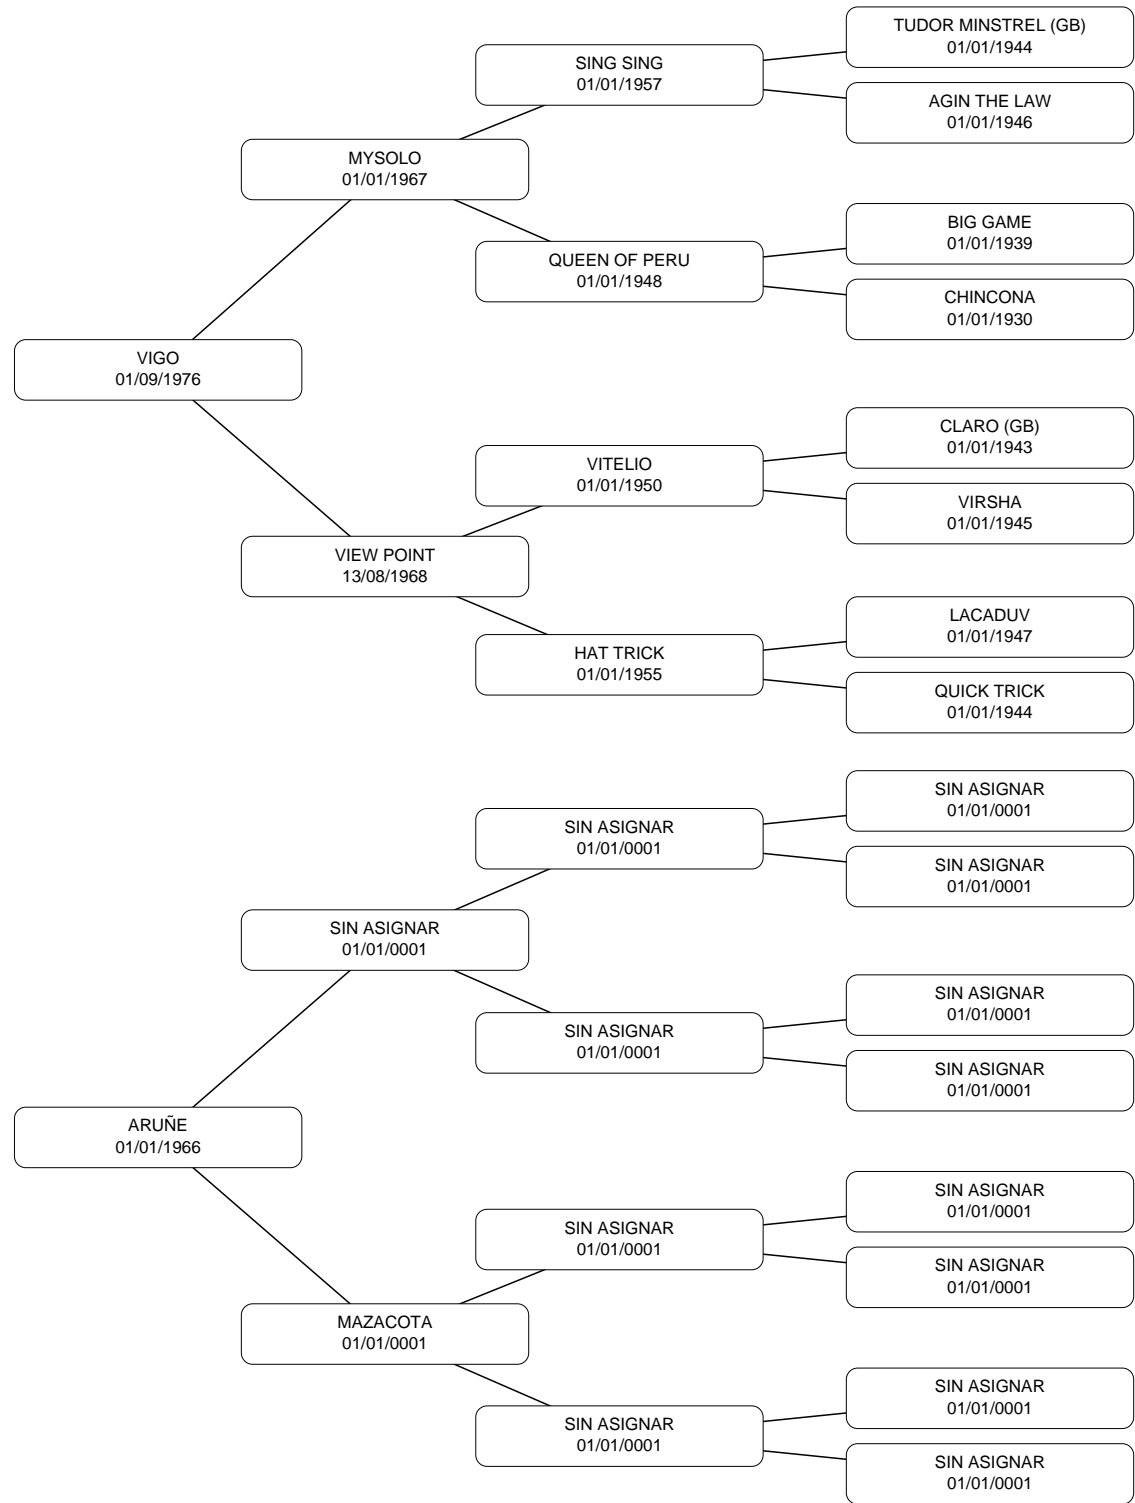 TUDOR MINSTREL (GB)
01/01/1944
SING SING
01/01/1957
AGIN THE LAW
01/01/1946
MYSOLO
01/01/1967
BIG GAME
01/01/1939
QUEEN OF PERU
01/01/1948
CHINCONA
01/01/1930
VIGO
01/09/1976
CLARO (GB)
01/01/1943
VITELIO
01/01/1950
VIRSHA
01/01/1945
VIEW POINT
13/08/1968
LACADUV
01/01/1947
HAT TRICK
01/01/1955
QUICK TRICK
01/01/1944
SIN ASIGNAR
01/01/0001
SIN ASIGNAR
01/01/0001
SIN ASIGNAR
01/01/0001
SIN ASIGNAR
01/01/0001
SIN ASIGNAR
01/01/0001
SIN ASIGNAR
01/01/0001
SIN ASIGNAR
01/01/0001
ARUÑE
01/01/1966
SIN ASIGNAR
01/01/0001
SIN ASIGNAR
01/01/0001
SIN ASIGNAR
01/01/0001
MAZACOTA
01/01/0001
SIN ASIGNAR
01/01/0001
SIN ASIGNAR
01/01/0001
SIN ASIGNAR
01/01/0001